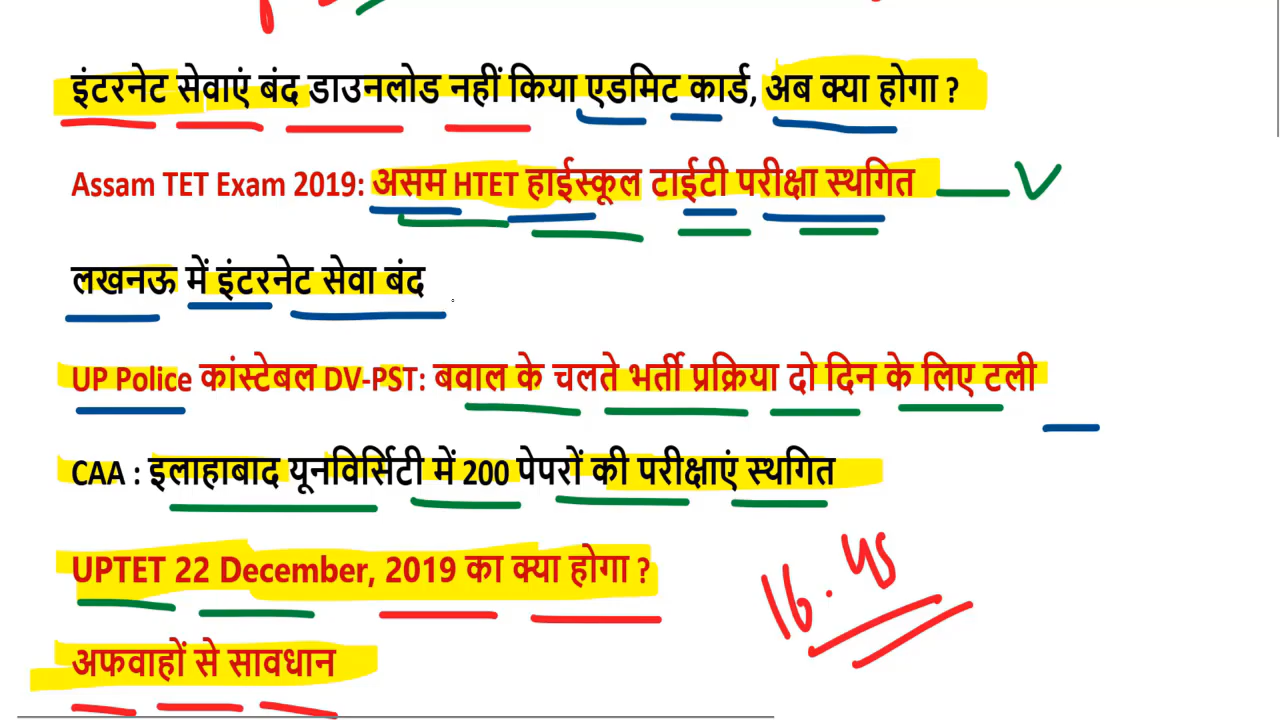 इंटरनेट सेवाएं बंद डाउनलोड नहीं किया एडमिट कार्ड, अब क्या होगा ?
Assam TET Exam 2019: असम HTET हाईस्कूल टाईटी परीक्षा स्थगित
लखनऊ में इंटरनेट सेवा बंद
UP Police कांस्टेबल DV-PST: बवाल के चलते भर्ती प्रक्रिया दो दिन के लिए टली
CAA : इलाहाबाद यूनविर्सिटी में 200 पेपरों की परीक्षाएं स्थगित
UPTET 22 December, 2019 का क्या होगा ?
16.45
अफवाहों से सावधान